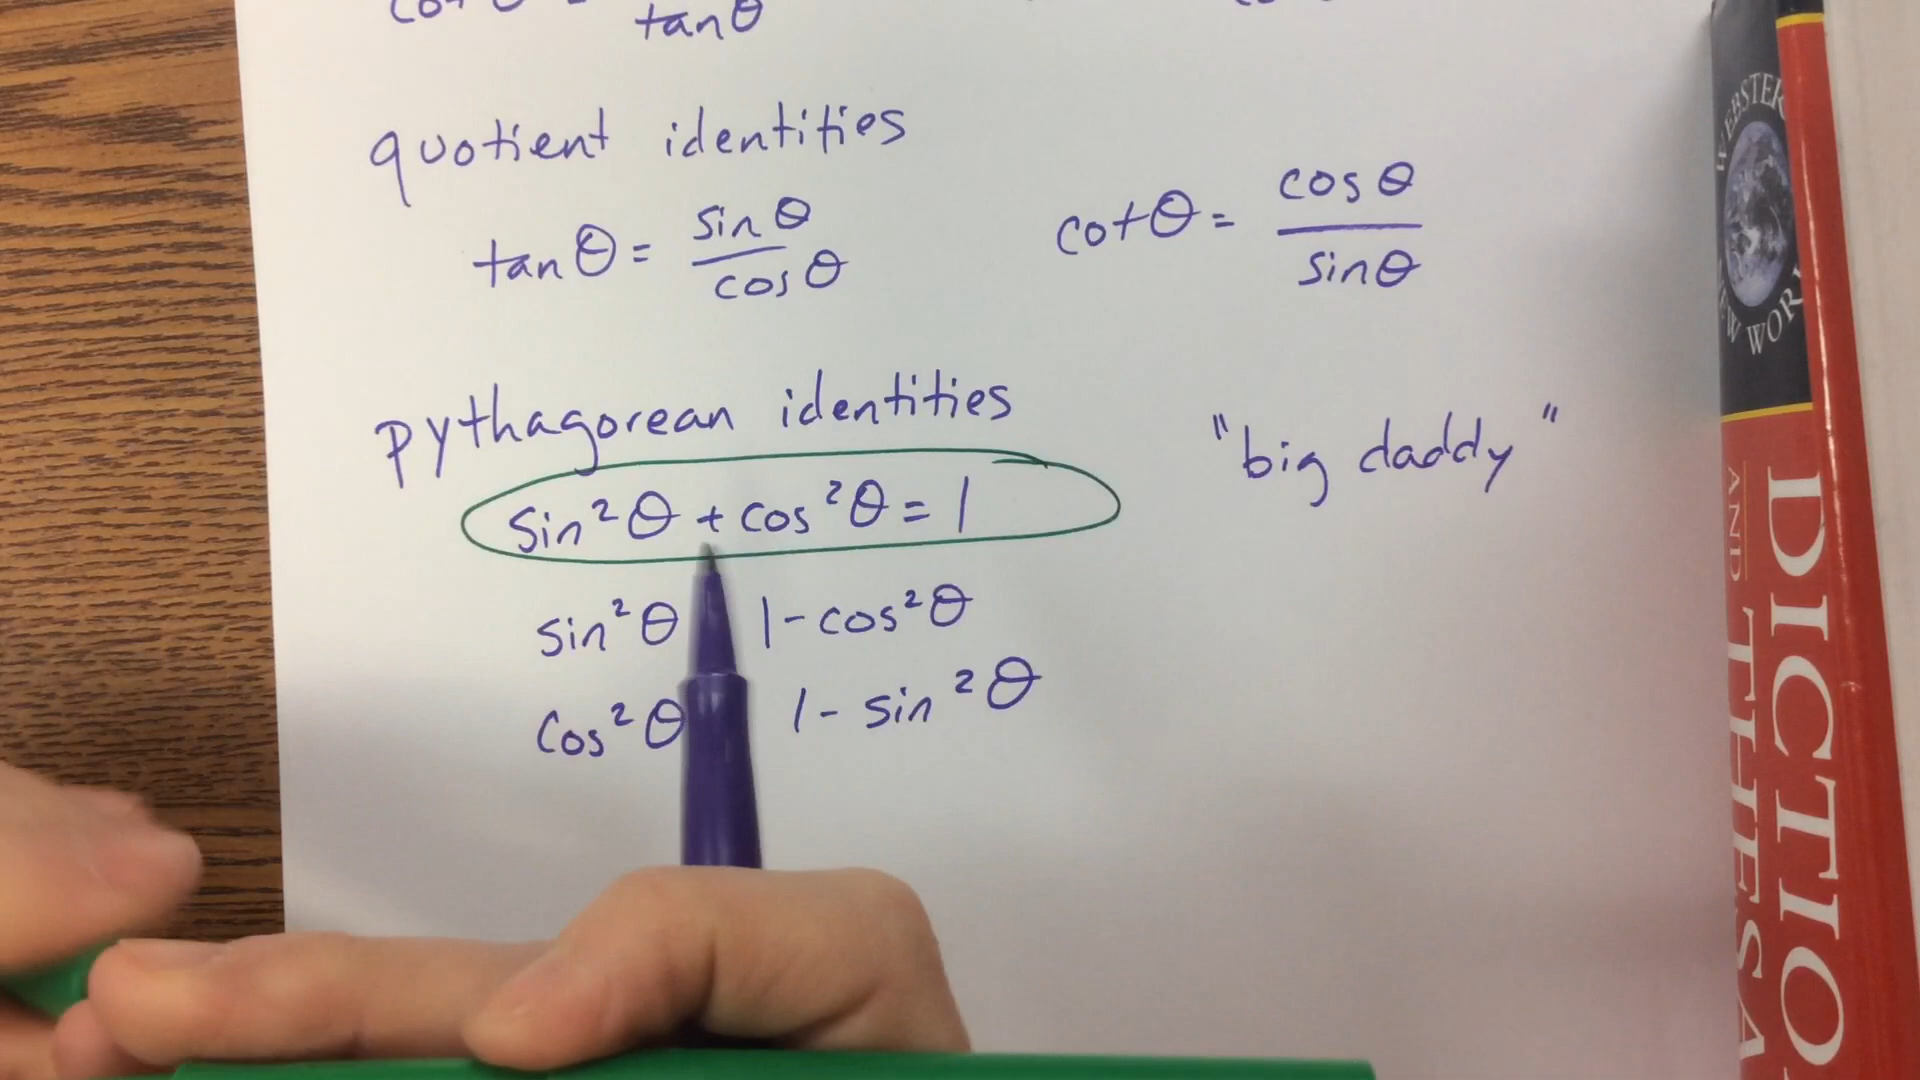 tanθ
quotient identities
tanθ = sinθ/cosθ
cotθ = cosθ/sinθ
pythagorean identities
"big daddy"
sin²θ + cos²θ = 1
sin²θ 1-cos²θ
cos²θ 1-sin²θ
WEBSTER'S
NEW WOR
DICTIO
AND THESA